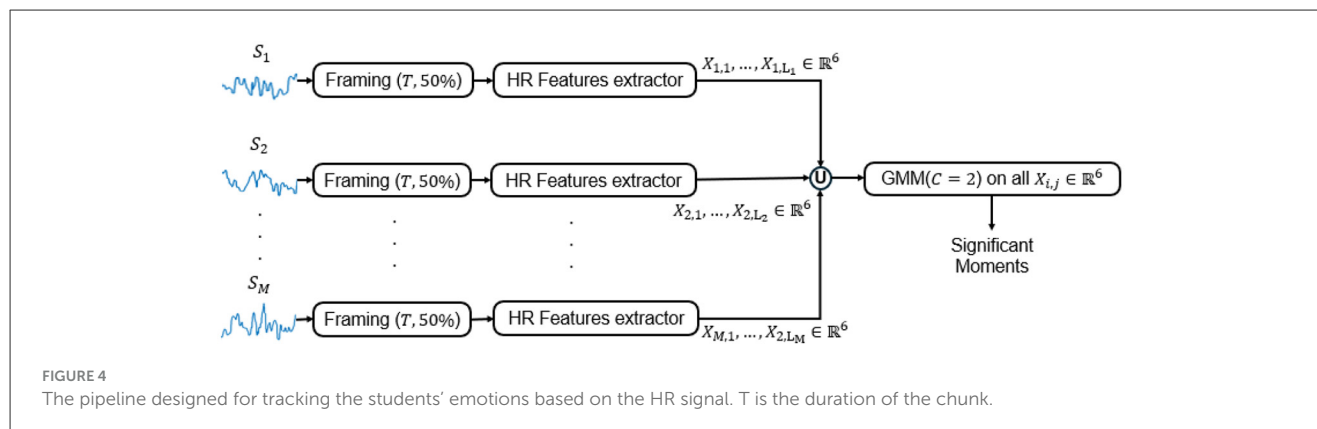 S₁
Framing (T, 50%)
HR Features extractor
X₁,₁, …, X₁,L₁ ∈ ℝ⁶
S₂
Framing (T, 50%)
HR Features extractor
X₂,₁, …, X₂,L₂ ∈ ℝ⁶
U
GMM(C = 2) on all Xᵢ,ⱼ ∈ ℝ⁶
Significant
Moments
S_M
Framing (T, 50%)
HR Features extractor
X_M,₁, …, X₂,L_M ∈ ℝ⁶
FIGURE 4
The pipeline designed for tracking the students’ emotions based on the HR signal. T is the duration of the chunk.